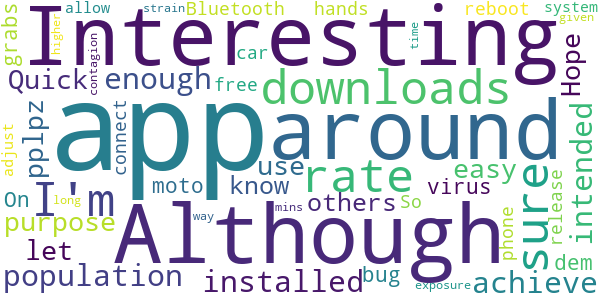 allow Bluetooth hands reboot system
strain
grabs
Interesting
higher
contagion
car
time
given
Hope
Quick enough free downloads
adjust
pplpz
connect
app around
I'm
use rate easy
sure
intended
know
moto
virus
On
others So
purpose
long
way
mins
phone
release
let
bug
dem
population installed
exposure
achieve
Although